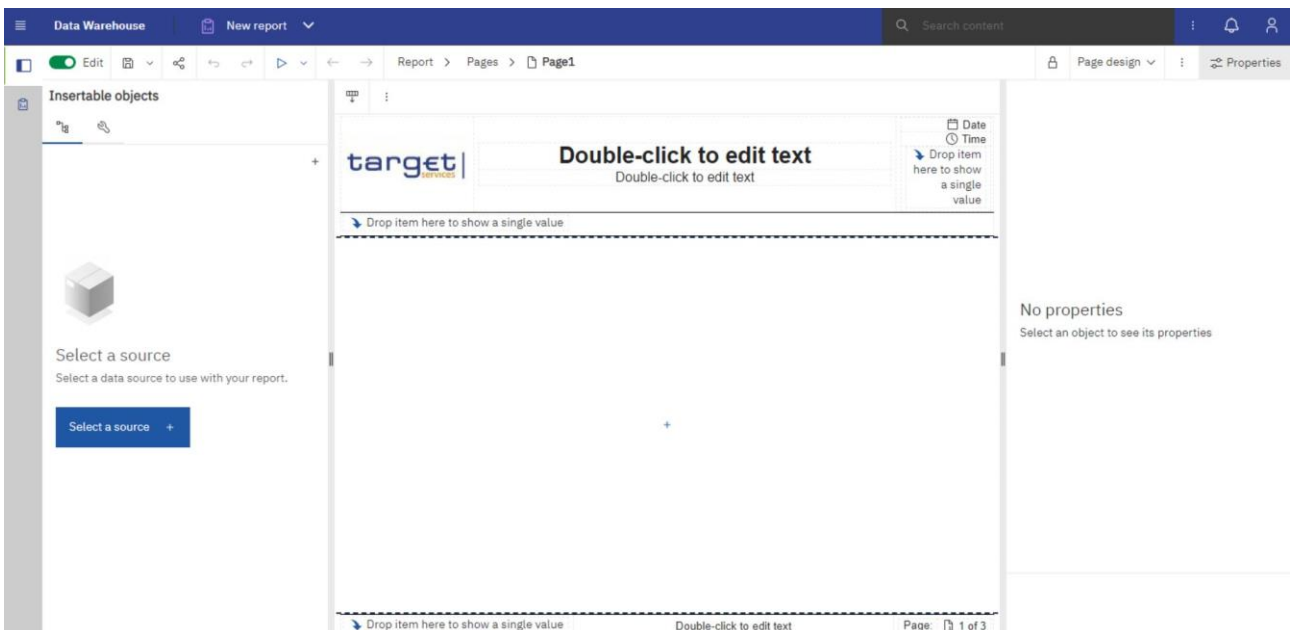 Data Warehouse
New report
Search content
Edit
Report > Pages > Page1
Page design
Properties
Insertable objects
Select a source
Select a data source to use with your report.
Select a source +
target
services
Double-click to edit text
Double-click to edit text
Date
Time
Drop item
here to show
a single
value
Drop item here to show a single value
Drop item here to show a single value
Double-click to edit text
Page: 1 of 3
No properties
Select an object to see its properties